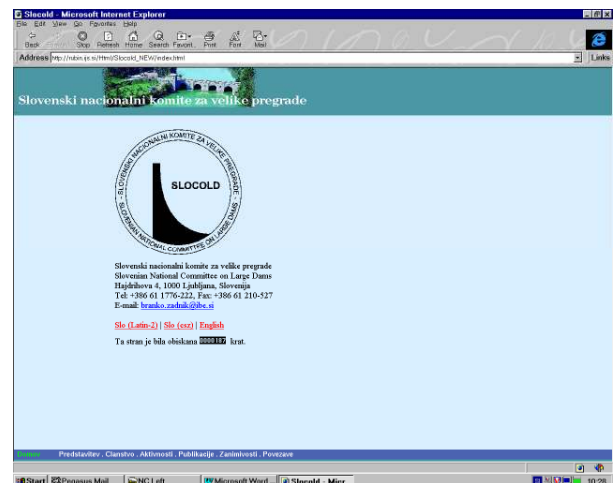 Slocold - Microsoft Internet Explorer
File Edit View Go Favorites Help
Back Stop Refresh Home Search Favorit.. Print Font Mail
Address http://rubin.ijs.si/Html/Slocold_NEW/index.html Links
Slovenski nacionalni komite za velike pregrade
SLOVENSKI NACIONALNI KOMITE ZA VELIKE PREGRADE
SLOCOLD
SLOVENIAN NATIONAL COMMITTEE ON LARGE DAMS
Slovenski nacionalni komite za velike pregrade
Slovenian National Committee on Large Dams
Hajdrihova 4, 1000 Ljubljana, Slovenija
Tel: +386 61 1776-222, Fax: +386 61 210-527
E-mail: branko.zadnik@ibe.si
Slo (Latin-2) | Slo (csz) | English
Ta stran je bila obiskana 0000187 krat.
Domov Predstavitev . Clanstvo . Aktivnosti . Publikacije . Zanimivosti . Povezave
Start Pegasus Mail NC Left Microsoft Word Slocold - Micr... 10:28